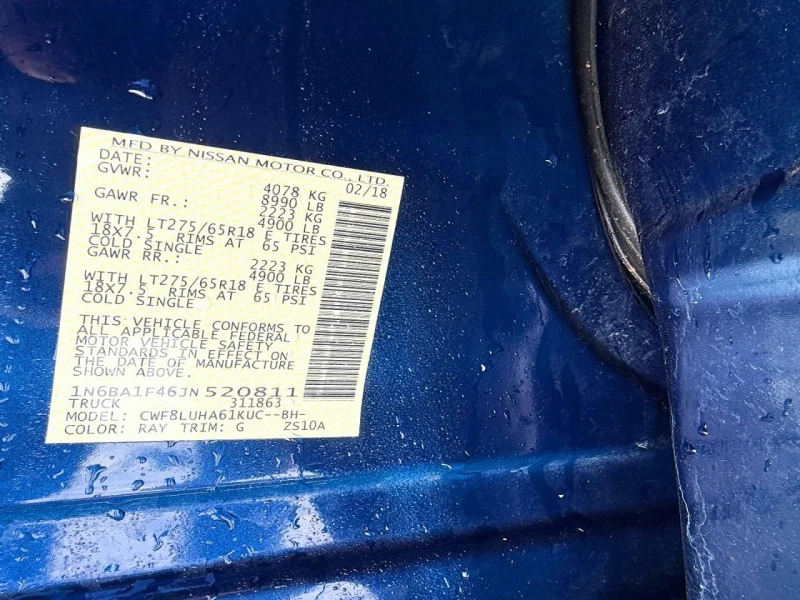 MFD BY NISSAN MOTOR CO., LTD.
DATE: 02/18
GVWR: 4078 KG
8990 LB
GAWR FR.: 2223 KG
4900 LB
WITH LT275/65R18 E TIRES
18X7.5 RIMS AT 65 PSI
COLD SINGLE
GAWR RR.: 2223 KG
4900 LB
WITH LT275/65R18 E TIRES
18X7.5 RIMS AT 65 PSI
COLD SINGLE
THIS VEHICLE CONFORMS TO
ALL APPLICABLE FEDERAL
MOTOR VEHICLE SAFETY
STANDARDS IN EFFECT ON
THE DATE OF MANUFACTURE
SHOWN ABOVE.
1N6BA1F46JN520811
TRUCK 311863
MODEL: CWF8LUHA61KUC--BH-
COLOR: RAY TRIM: G ZS10A